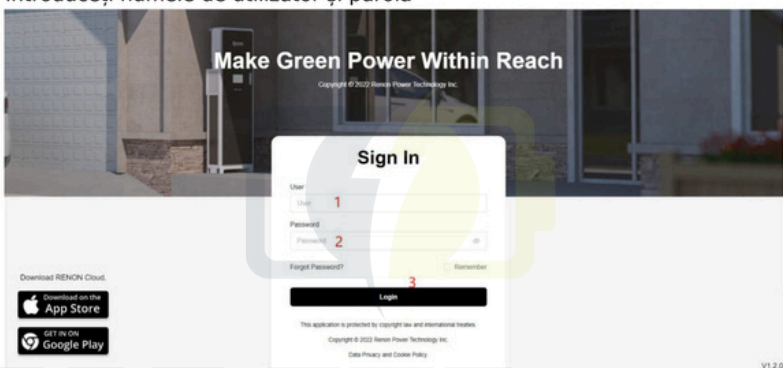 Introduceți numele de utilizator și parola
Make Green Power Within Reach
Copyright © 2022 Renon Power Technology Inc.
Sign In
User
User 1
Password
Password 2
Forgot Password?
Remember
3
Login
Download RENON Cloud.
Download on the
App Store
GET IN ON
Google Play
This application is protected by copyright law and international treaties.
Copyright © 2022 Renon Power Technology Inc.
Data Privacy and Cookie Policy.
V1.2.0